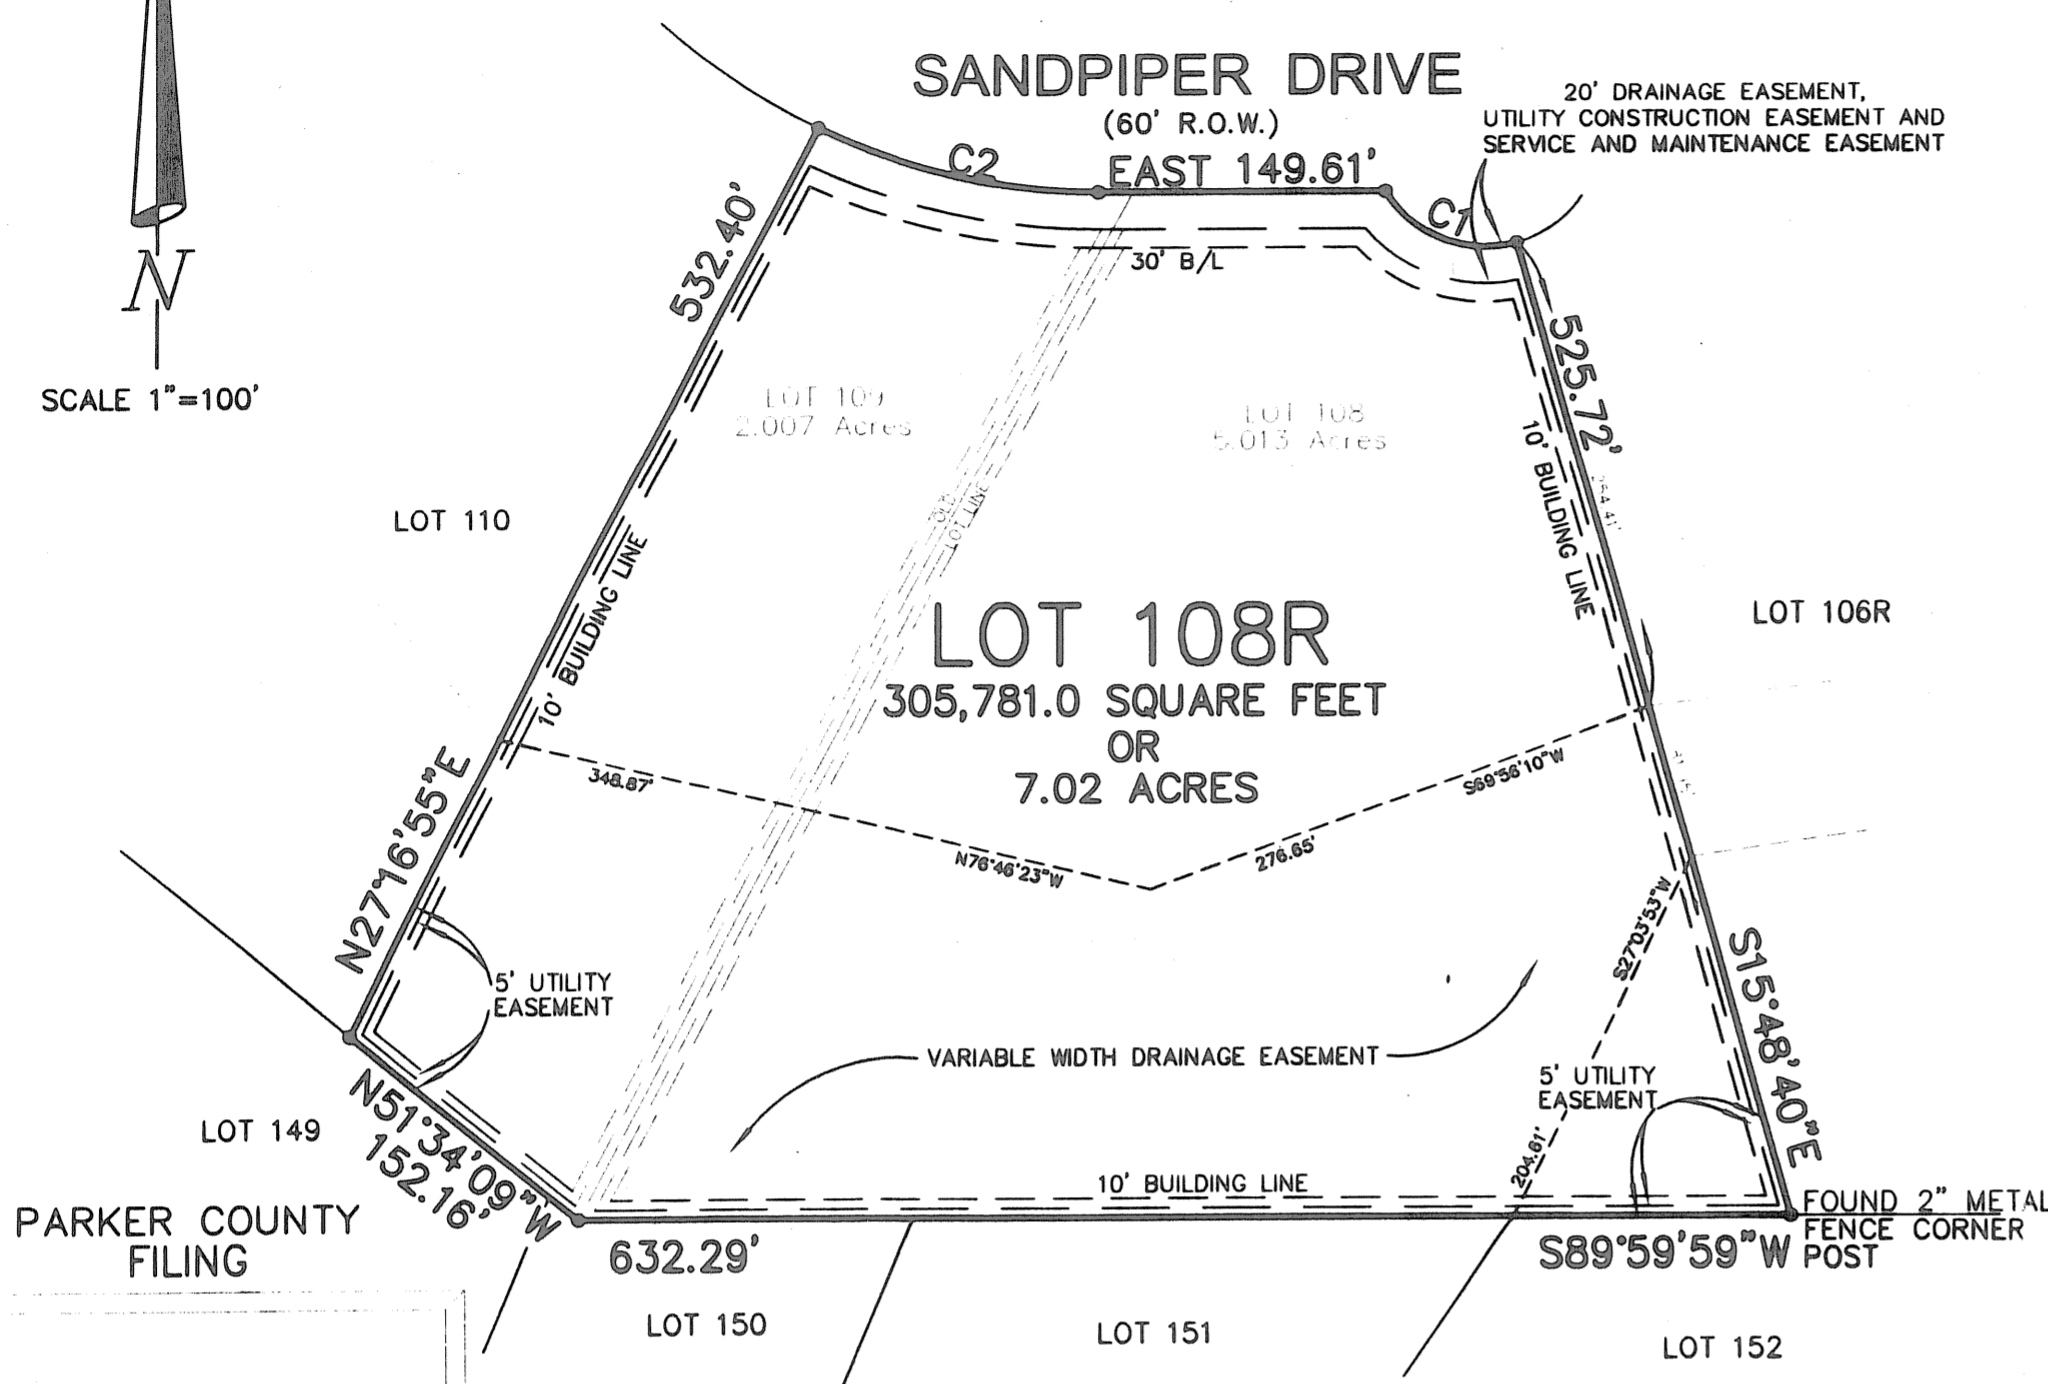 SANDPIPER DRIVE
(60' R.O.W.)
20' DRAINAGE EASEMENT,
UTILITY CONSTRUCTION EASEMENT AND
SERVICE AND MAINTENANCE EASEMENT
C2
EAST 149.61'
C1
N
SCALE 1"=100'
532.40'
30' B/L
525.72'
LOT 109
2.007 Acres
LOT 108
5.013 Acres
10' BUILDING LINE
254.41'
OLD
LOT LINE
LOT 110
10' BUILDING LINE
LOT 108R
305,781.0 SQUARE FEET
OR
7.02 ACRES
LOT 106R
348.87'
N76°46'23"W
276.65'
S69°56'10"W
N27°16'55"E
S27°03'53"W
S15°48'40"E
5' UTILITY
EASEMENT
VARIABLE WIDTH DRAINAGE EASEMENT
5' UTILITY
EASEMENT
204.61'
N51°34'09"W
152.16'
LOT 149
10' BUILDING LINE
PARKER COUNTY
FILING
632.29'
S89°59'59"W
FOUND 2" METAL
FENCE CORNER
POST
LOT 150
LOT 151
LOT 152